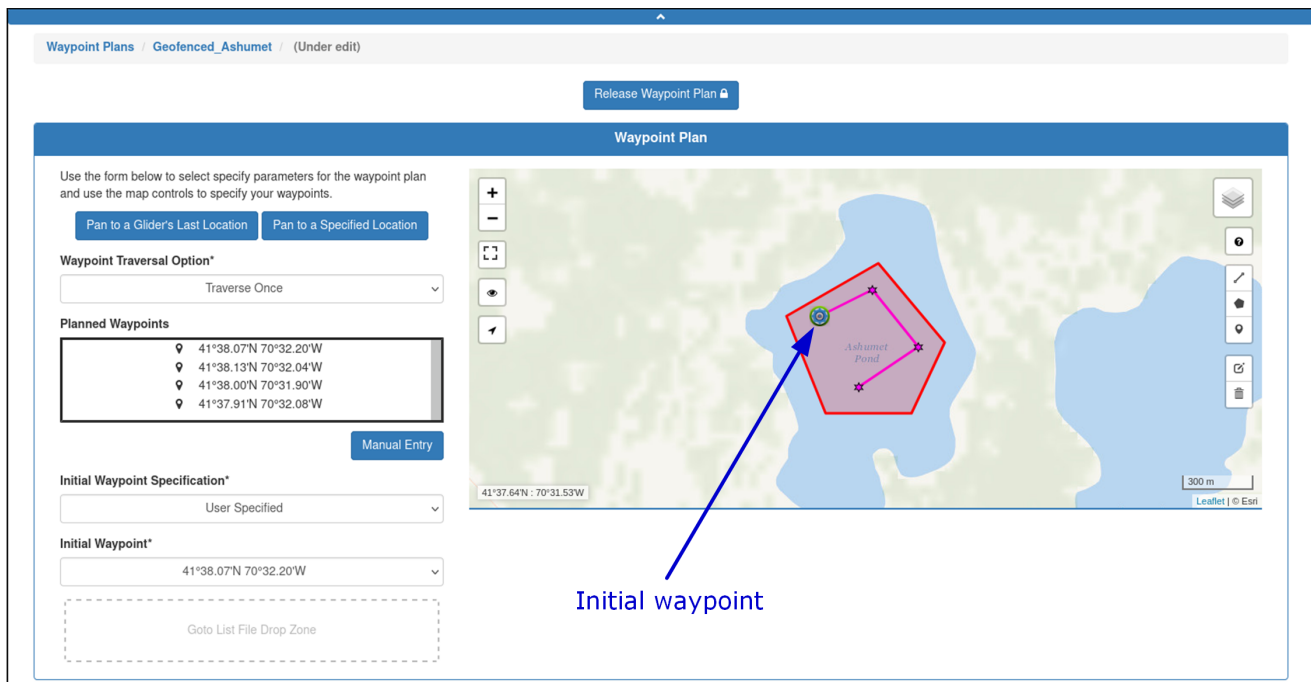 Waypoint Plans / Geofenced_Ashumet / (Under edit)
Release Waypoint Plan
Waypoint Plan
Use the form below to select specify parameters for the waypoint plan
and use the map controls to specify your waypoints.
Pan to a Glider's Last Location
Pan to a Specified Location
Waypoint Traversal Option*
Traverse Once
Planned Waypoints
41°38.07'N 70°32.20'W
41°38.13'N 70°32.04'W
41°38.00'N 70°31.90'W
41°37.91'N 70°32.08'W
Manual Entry
Initial Waypoint Specification*
User Specified
Initial Waypoint*
41°38.07'N 70°32.20'W
Goto List File Drop Zone
+
−
Ashumet
Pond
41°37.64'N : 70°31.53'W
300 m
Leaflet | © Esri
Initial waypoint